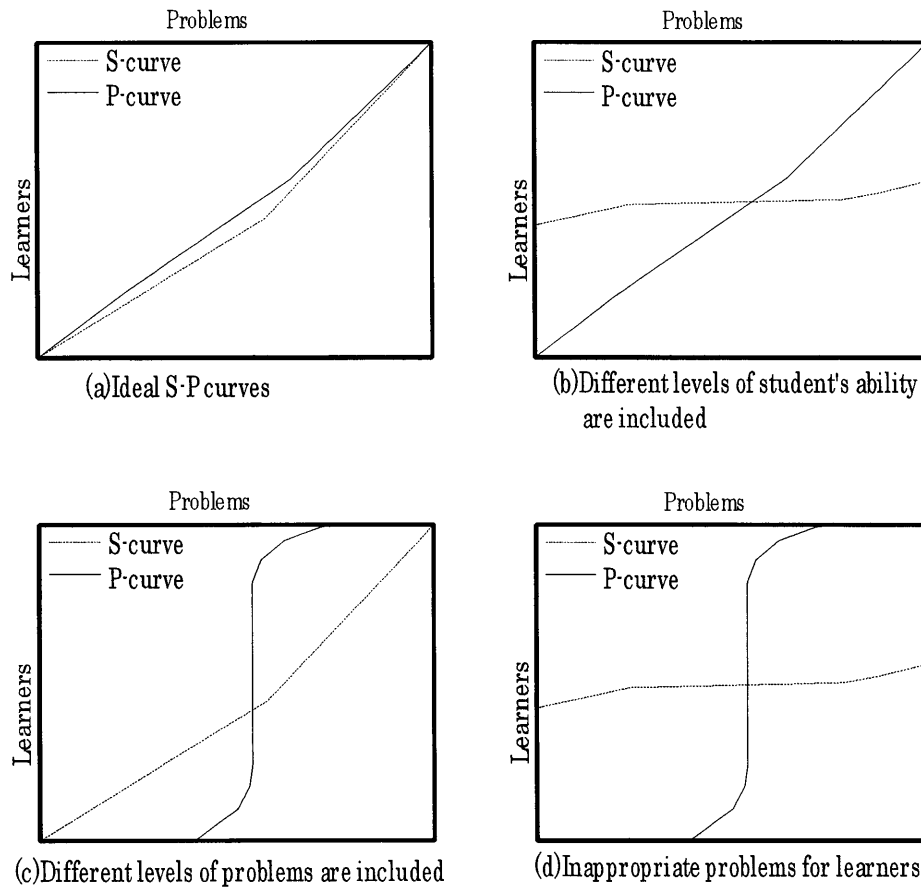 Problems
S-curve
P-curve
Learners
(a)Ideal S-P curves
Problems
S-curve
P-curve
Learners
(b)Different levels of student's ability
are included
Problems
S-curve
P-curve
Learners
(c)Different levels of problems are included
Problems
S-curve
P-curve
Learners
(d)Inappropriate problems for learners